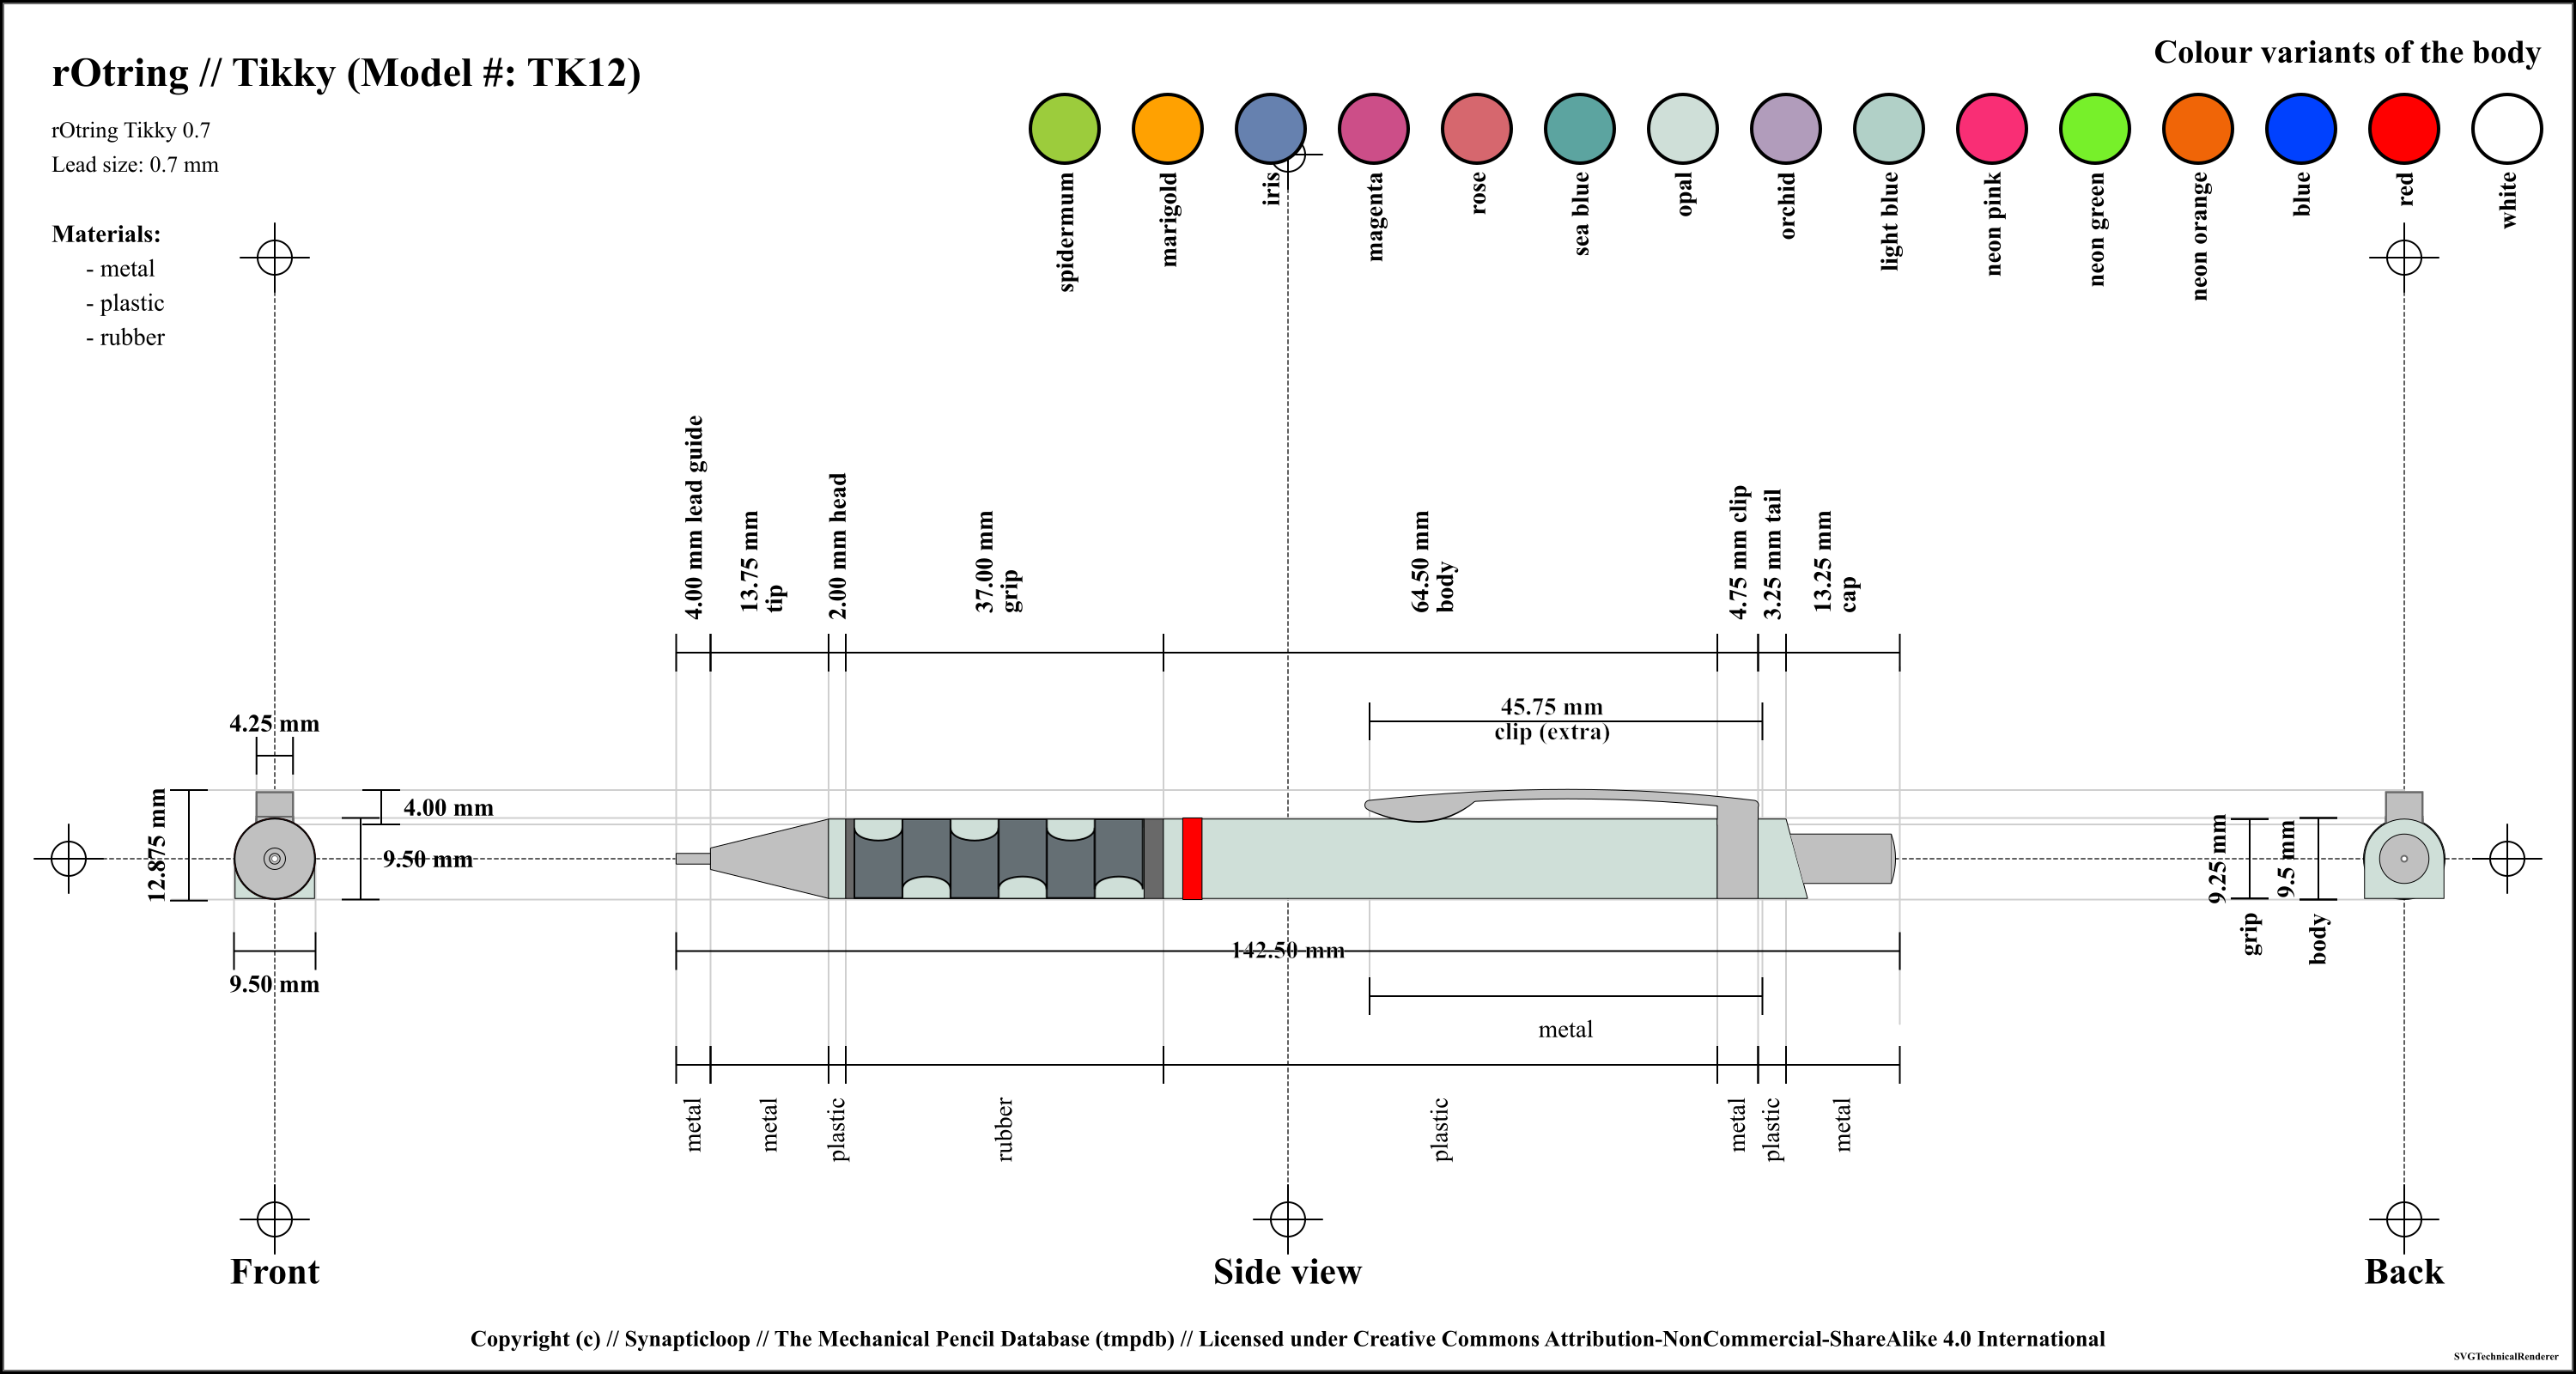 rOtring // Tikky (Model #: TK12)
rOtring Tikky 0.7
Lead size: 0.7 mm
Materials:
- metal
- plastic
- rubber
Colour variants of the body
spidermum
marigold
iris
magenta
rose
sea blue
opal
orchid
light blue
neon pink
neon green
neon orange
blue
red
white
4.00 mm lead guide
13.75 mm
tip
2.00 mm head
37.00 mm
grip
64.50 mm
body
4.75 mm clip
3.25 mm tail
13.25 mm
cap
45.75 mm
clip (extra)
4.25 mm
12.875 mm
4.00 mm
9.50 mm
9.50 mm
9.25 mm
grip
9.5 mm
body
142.50 mm
metal
metal
metal
plastic
rubber
plastic
metal
plastic
metal
Front
Side view
Back
Copyright (c) // Synapticloop // The Mechanical Pencil Database (tmpdb) // Licensed under Creative Commons Attribution-NonCommercial-ShareAlike 4.0 International
SVGTechnicalRenderer